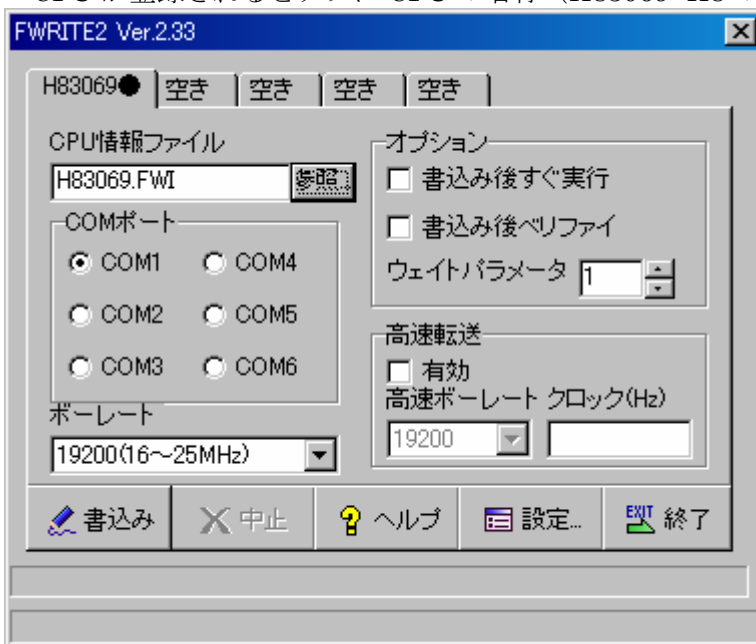 FWRITE2 Ver.2.33
H83069●
空き
空き
空き
空き
CPU情報ファイル
H83069.FWI
参照
COMポート
COM1
COM4
COM2
COM5
COM3
COM6
ボーレート
19200(16～25MHz)
オプション
書込み後すぐ実行
書込み後ベリファイ
ウェイトパラメータ 1
高速転送
有効
高速ボーレート クロック(Hz)
19200
書込み
中止
ヘルプ
設定...
EXIT 終了